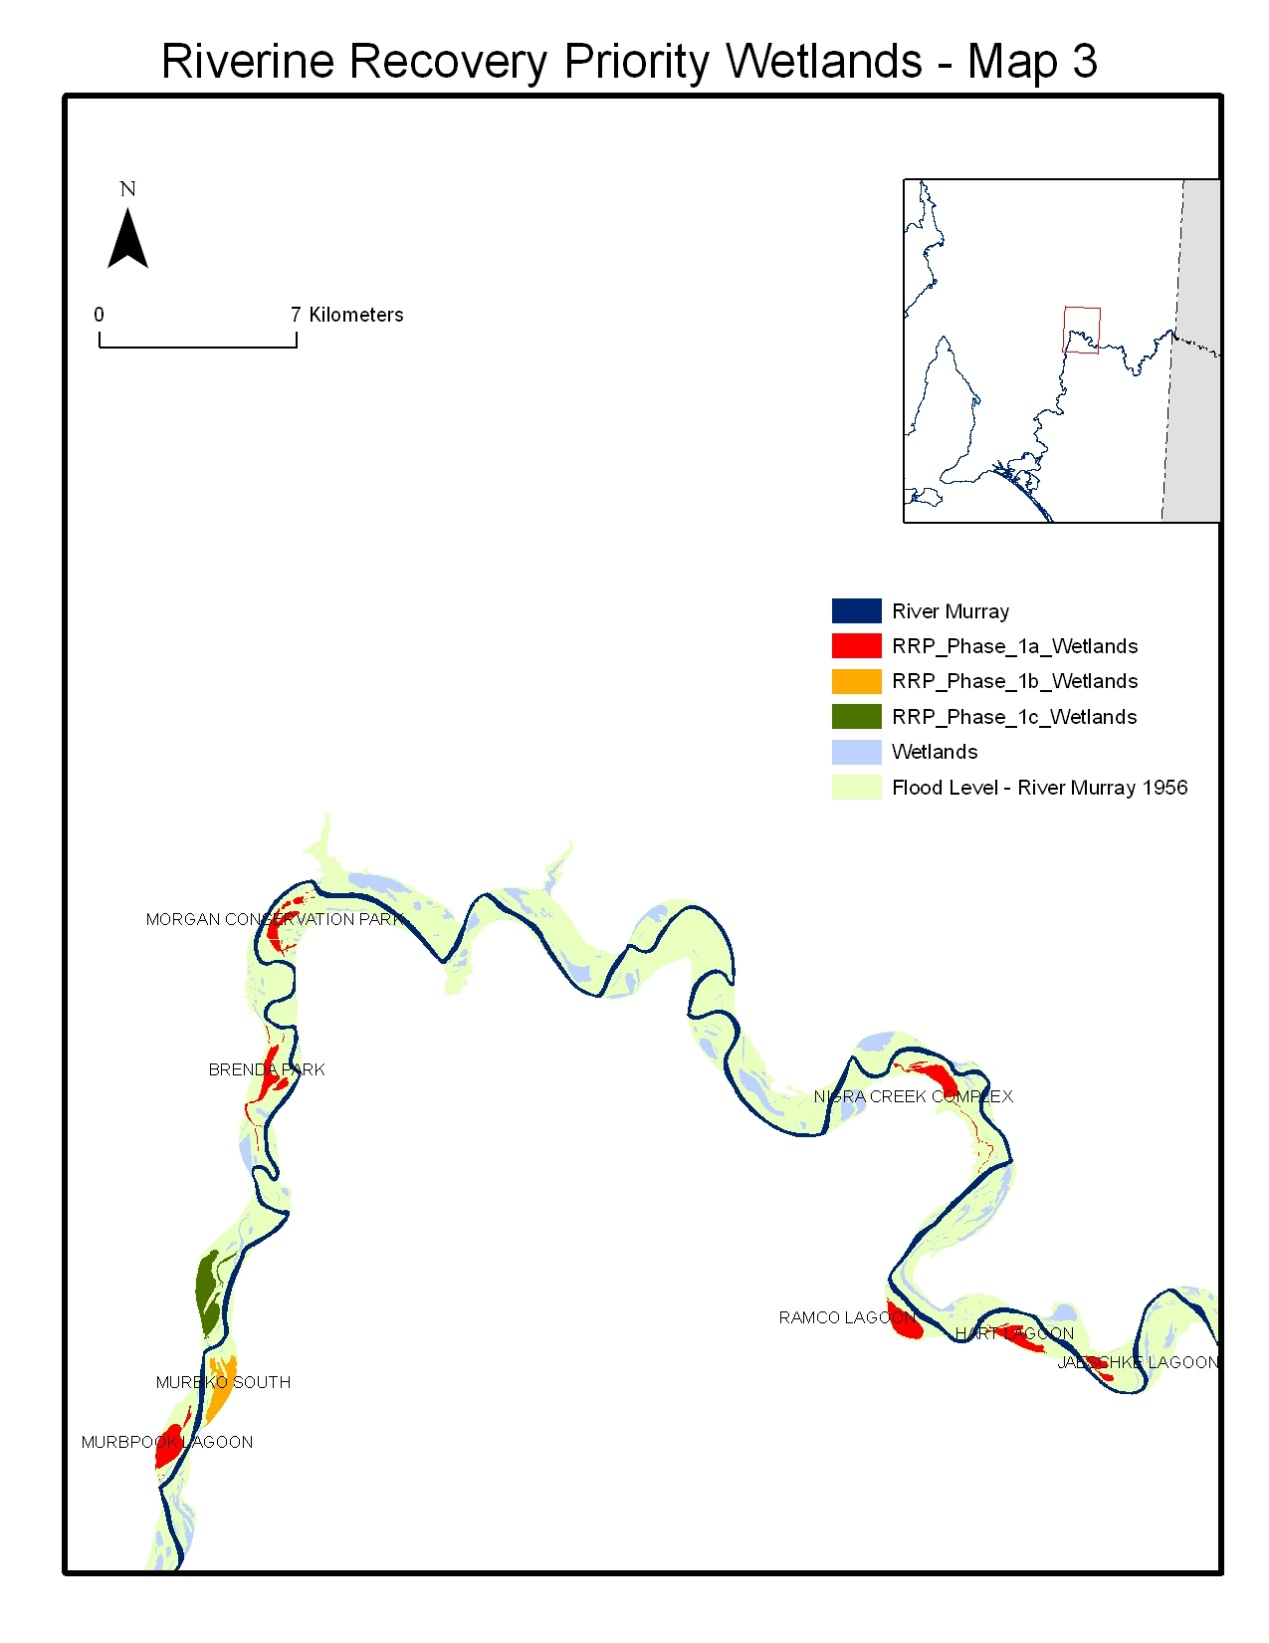 Riverine Recovery Priority Wetlands - Map 3
N
0 7 Kilometers
River Murray
RRP_Phase_1a_Wetlands
RRP_Phase_1b_Wetlands
RRP_Phase_1c_Wetlands
Wetlands
Flood Level - River Murray 1956
MORGAN CONSERVATION PARK
BRENDA PARK
NIGRA CREEK COMPLEX
RAMCO LAGOON
HART LAGOON
JAESCHKE LAGOON
MURBKO SOUTH
MURBPOOK LAGOON